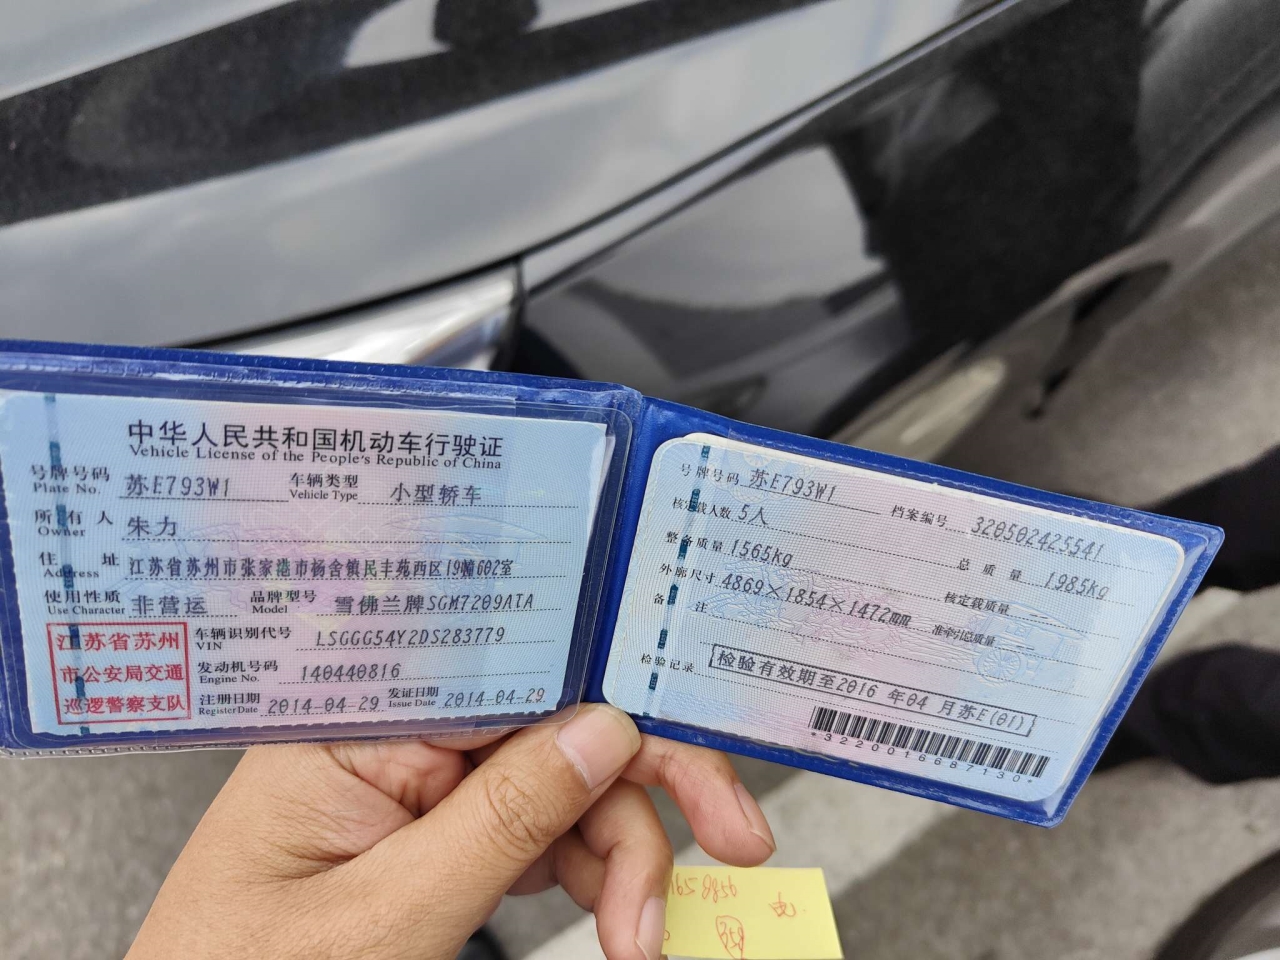 中华人民共和国机动车行驶证
Vehicle License of the People's Republic of China
号牌号码 苏E793W1 车辆类型 小型轿车
Plate No. Vehicle Type
所有人 朱力
Owner
住址 江苏省苏州市张家港市杨舍镇民丰苑西区19幢602室
Address
使用性质 非营运 品牌型号 雪佛兰牌SGM7209ATA
Use Character Model
江苏省苏州
市公安局交通
巡逻警察支队
车辆识别代号 LSGGG54Y2DS283779
VIN
发动机号码 140440816
Engine No.
注册日期 2014-04-29 发证日期 2014-04-29
Register Date Issue Date
号牌号码 苏E793W1 档案编号 320502425541
核定载人数 5人 总质量 1985kg
整备质量 1565kg 核定载质量
外廓尺寸 4869×1854×1472mm 准牵引总质量
备注
检验记录 检验有效期至2016年04月苏E(01)
*3220016687130*